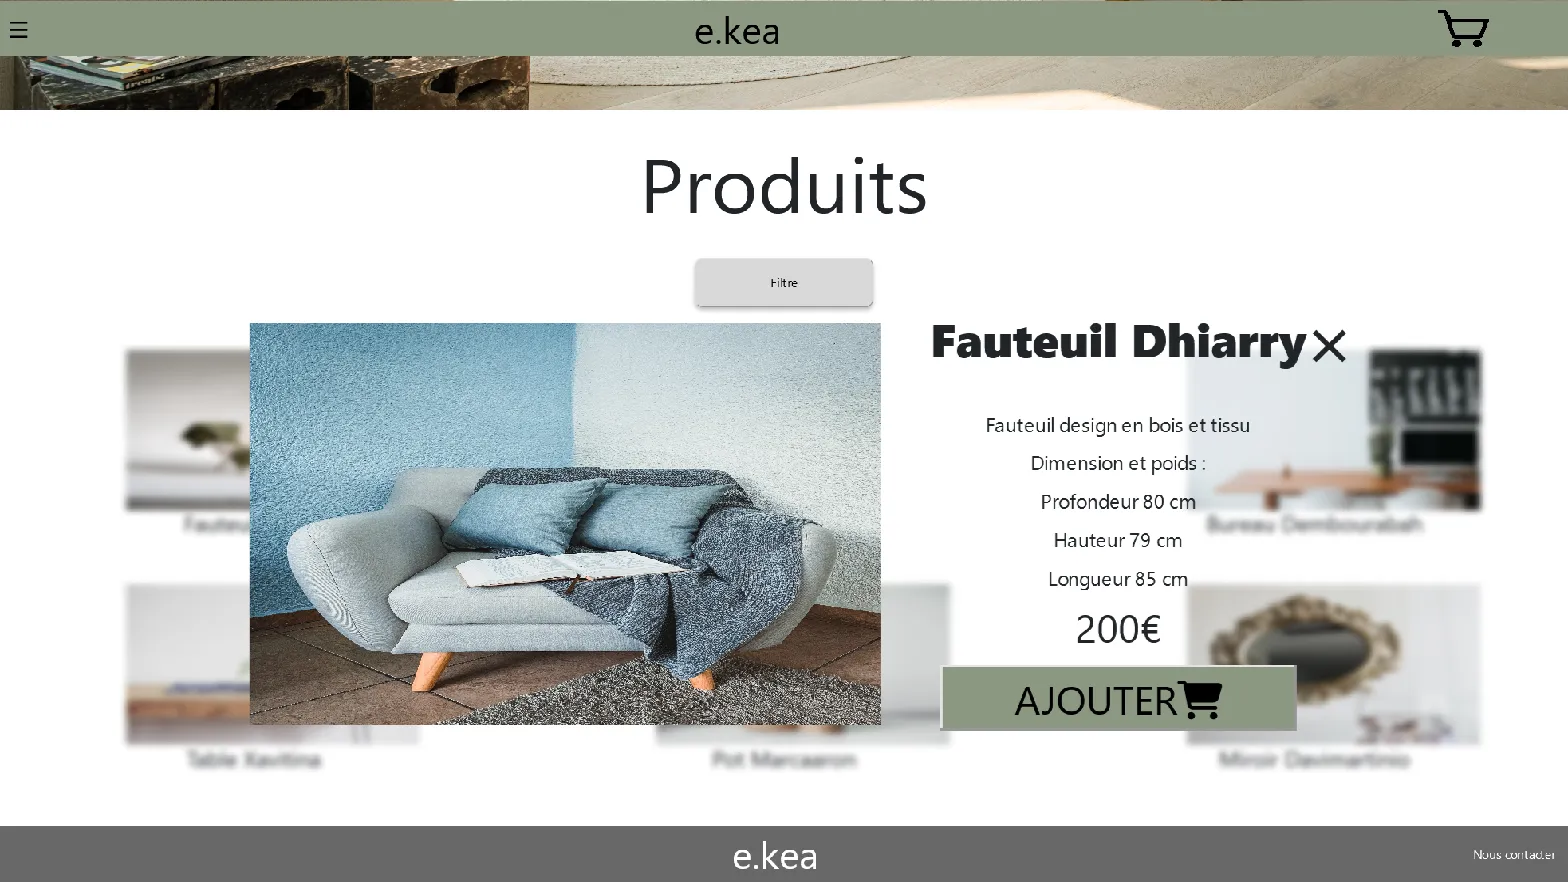 e.kea
Produits
Filtre
Fauteuil Dhiarry
Fauteuil design en bois et tissu
Dimension et poids :
Profondeur 80 cm
Hauteur 79 cm
Longueur 85 cm
200€
AJOUTER
Bureau Dembourabah
Table Xavitina
Pot Marcaaron
Miroir Davimartinio
e.kea
Nous contacter